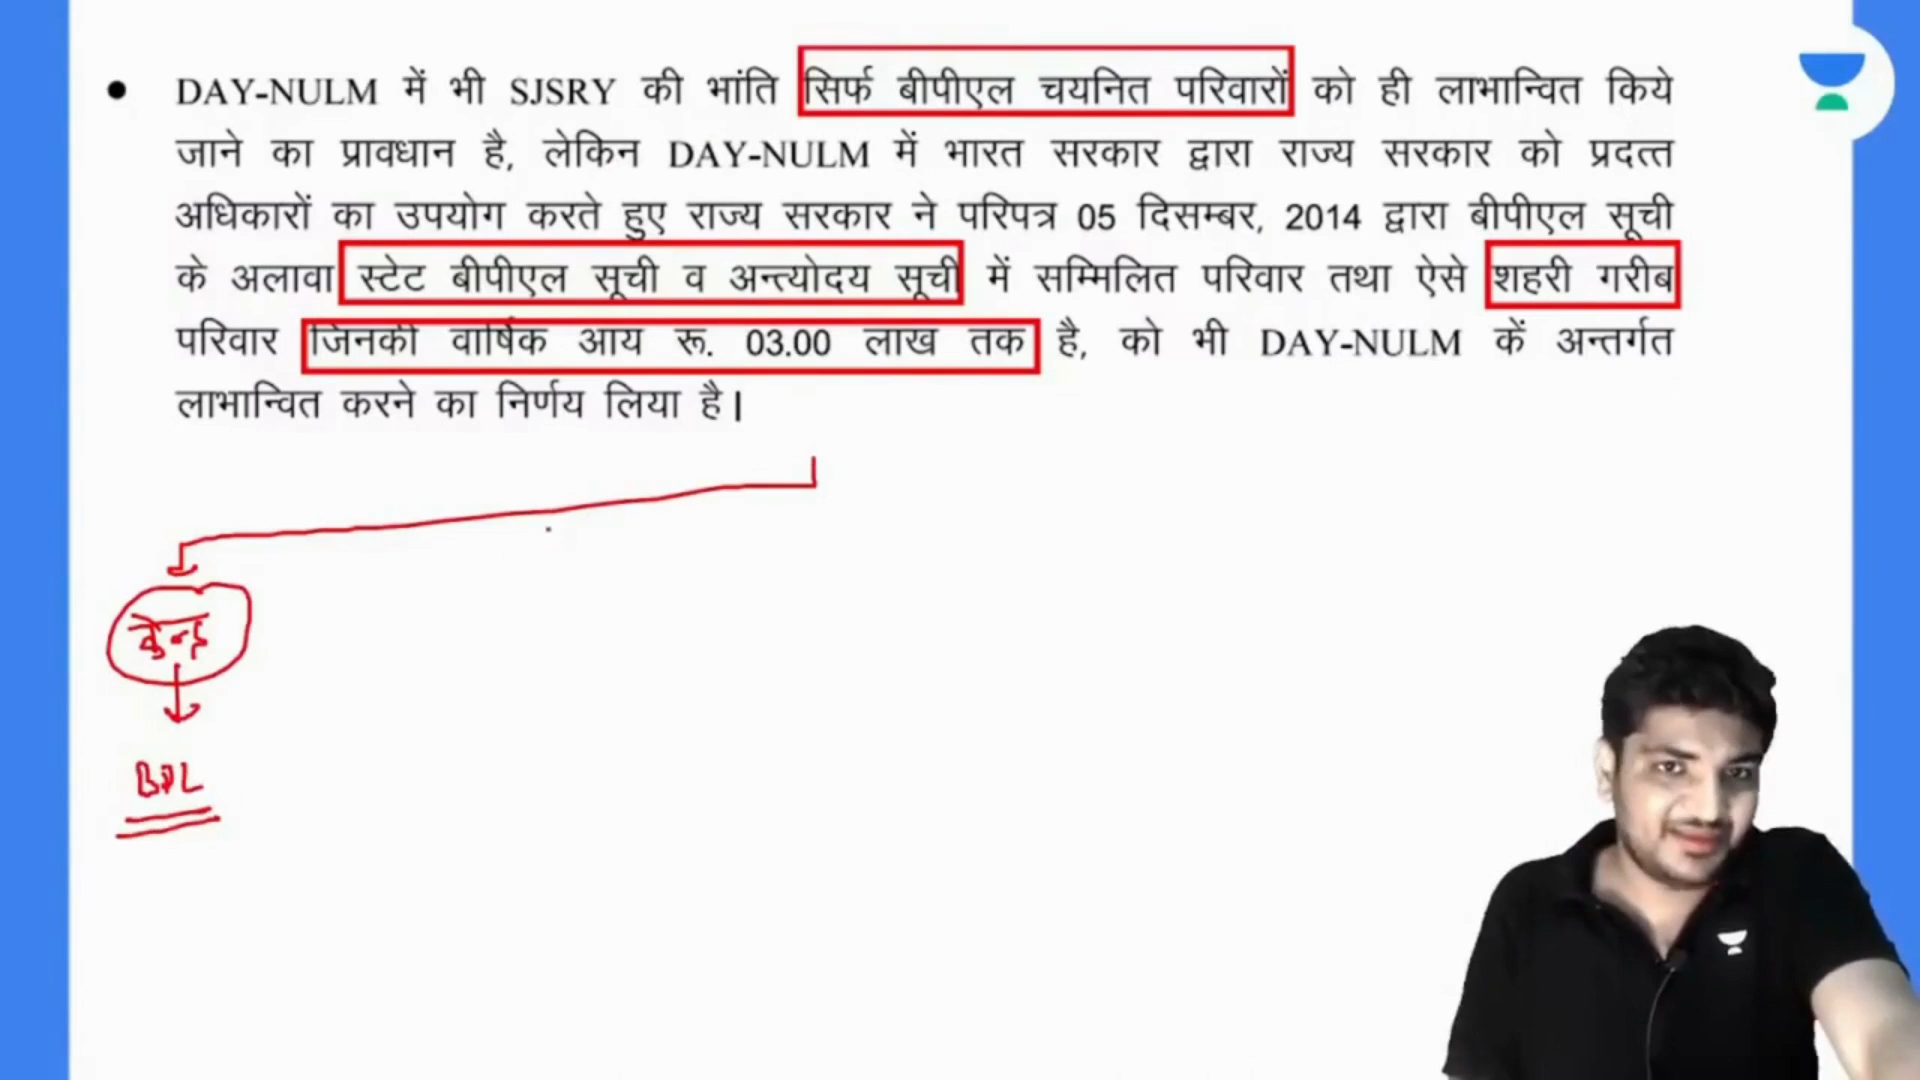 • DAY-NULM में भी SJSRY की भांति सिर्फ बीपीएल चयनित परिवारों को ही लाभान्वित किये
जाने का प्रावधान है, लेकिन DAY-NULM में भारत सरकार द्वारा राज्य सरकार को प्रदत्त
अधिकारों का उपयोग करते हुए राज्य सरकार ने परिपत्र 05 दिसम्बर, 2014 द्वारा बीपीएल सूची
के अलावा स्टेट बीपीएल सूची व अन्त्योदय सूची में सम्मिलित परिवार तथा ऐसे शहरी गरीब
परिवार जिनकी वार्षिक आय रू. 03.00 लाख तक है, को भी DAY-NULM कें अन्तर्गत
लाभान्वित करने का निर्णय लिया है।
केन्द्र
BPL